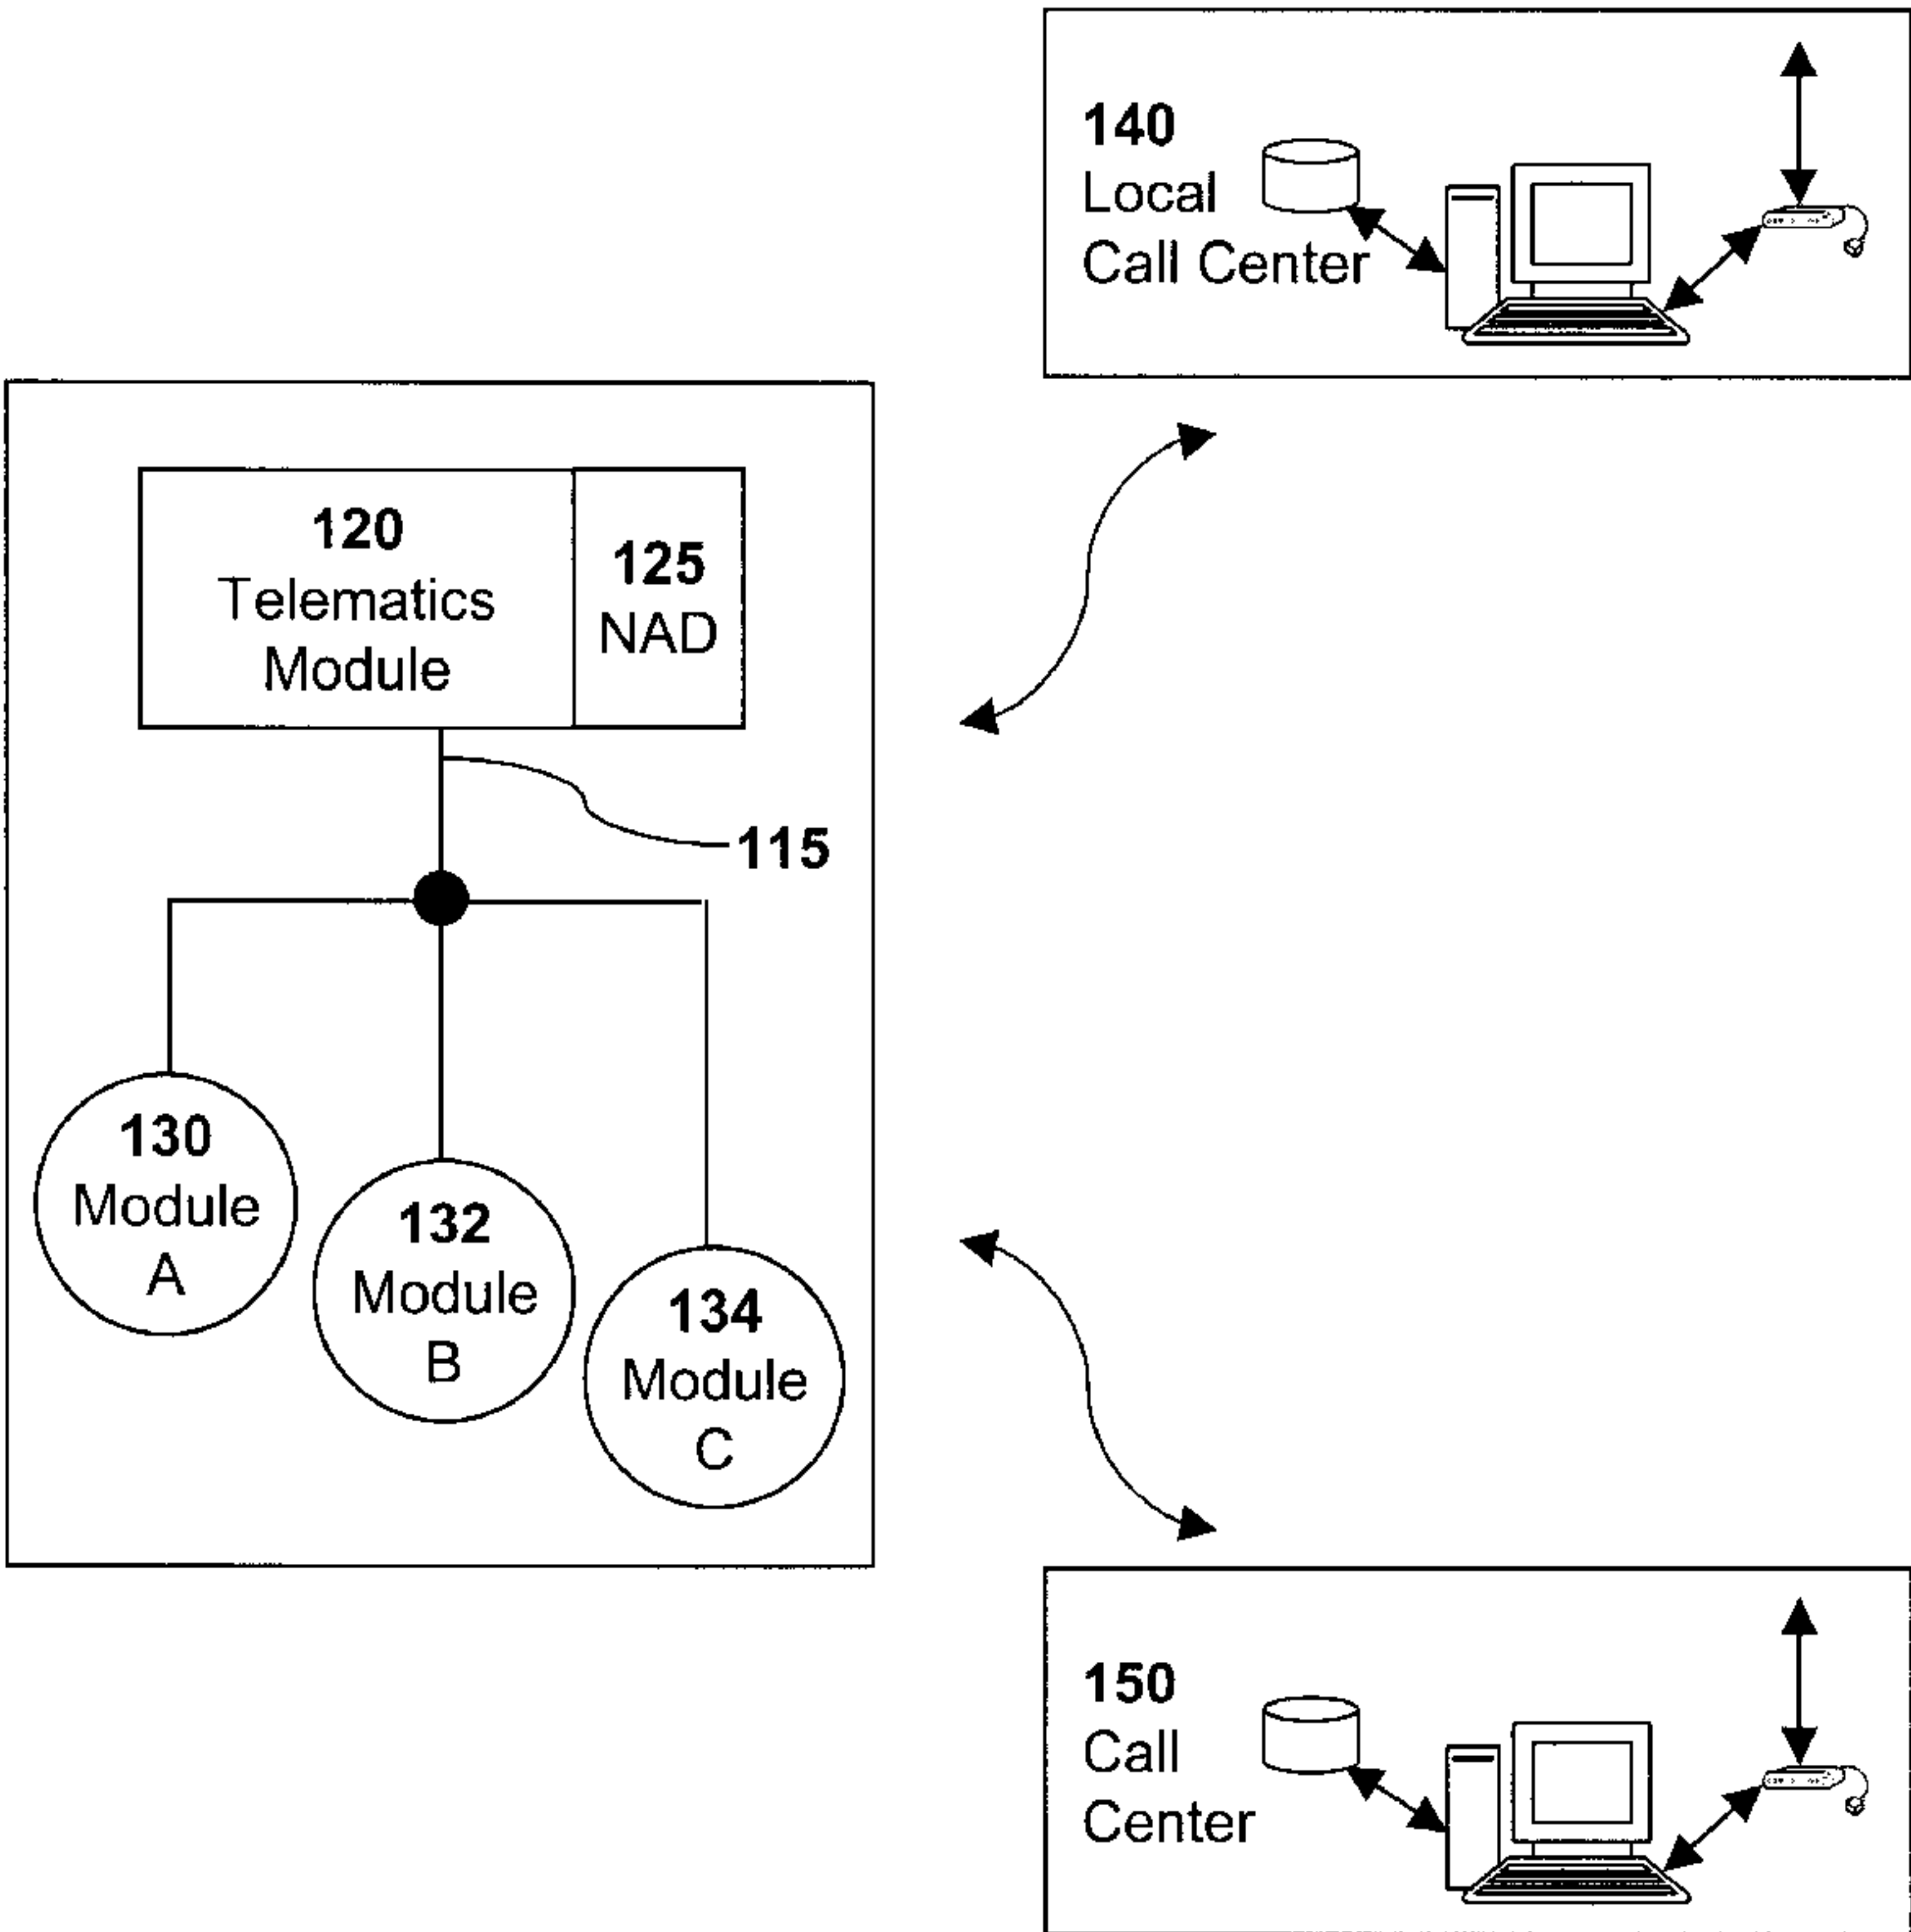 140
Local
Call Center
120
Telematics
Module
125
NAD
115
130
Module
A
132
Module
B
134
Module
C
150
Call
Center